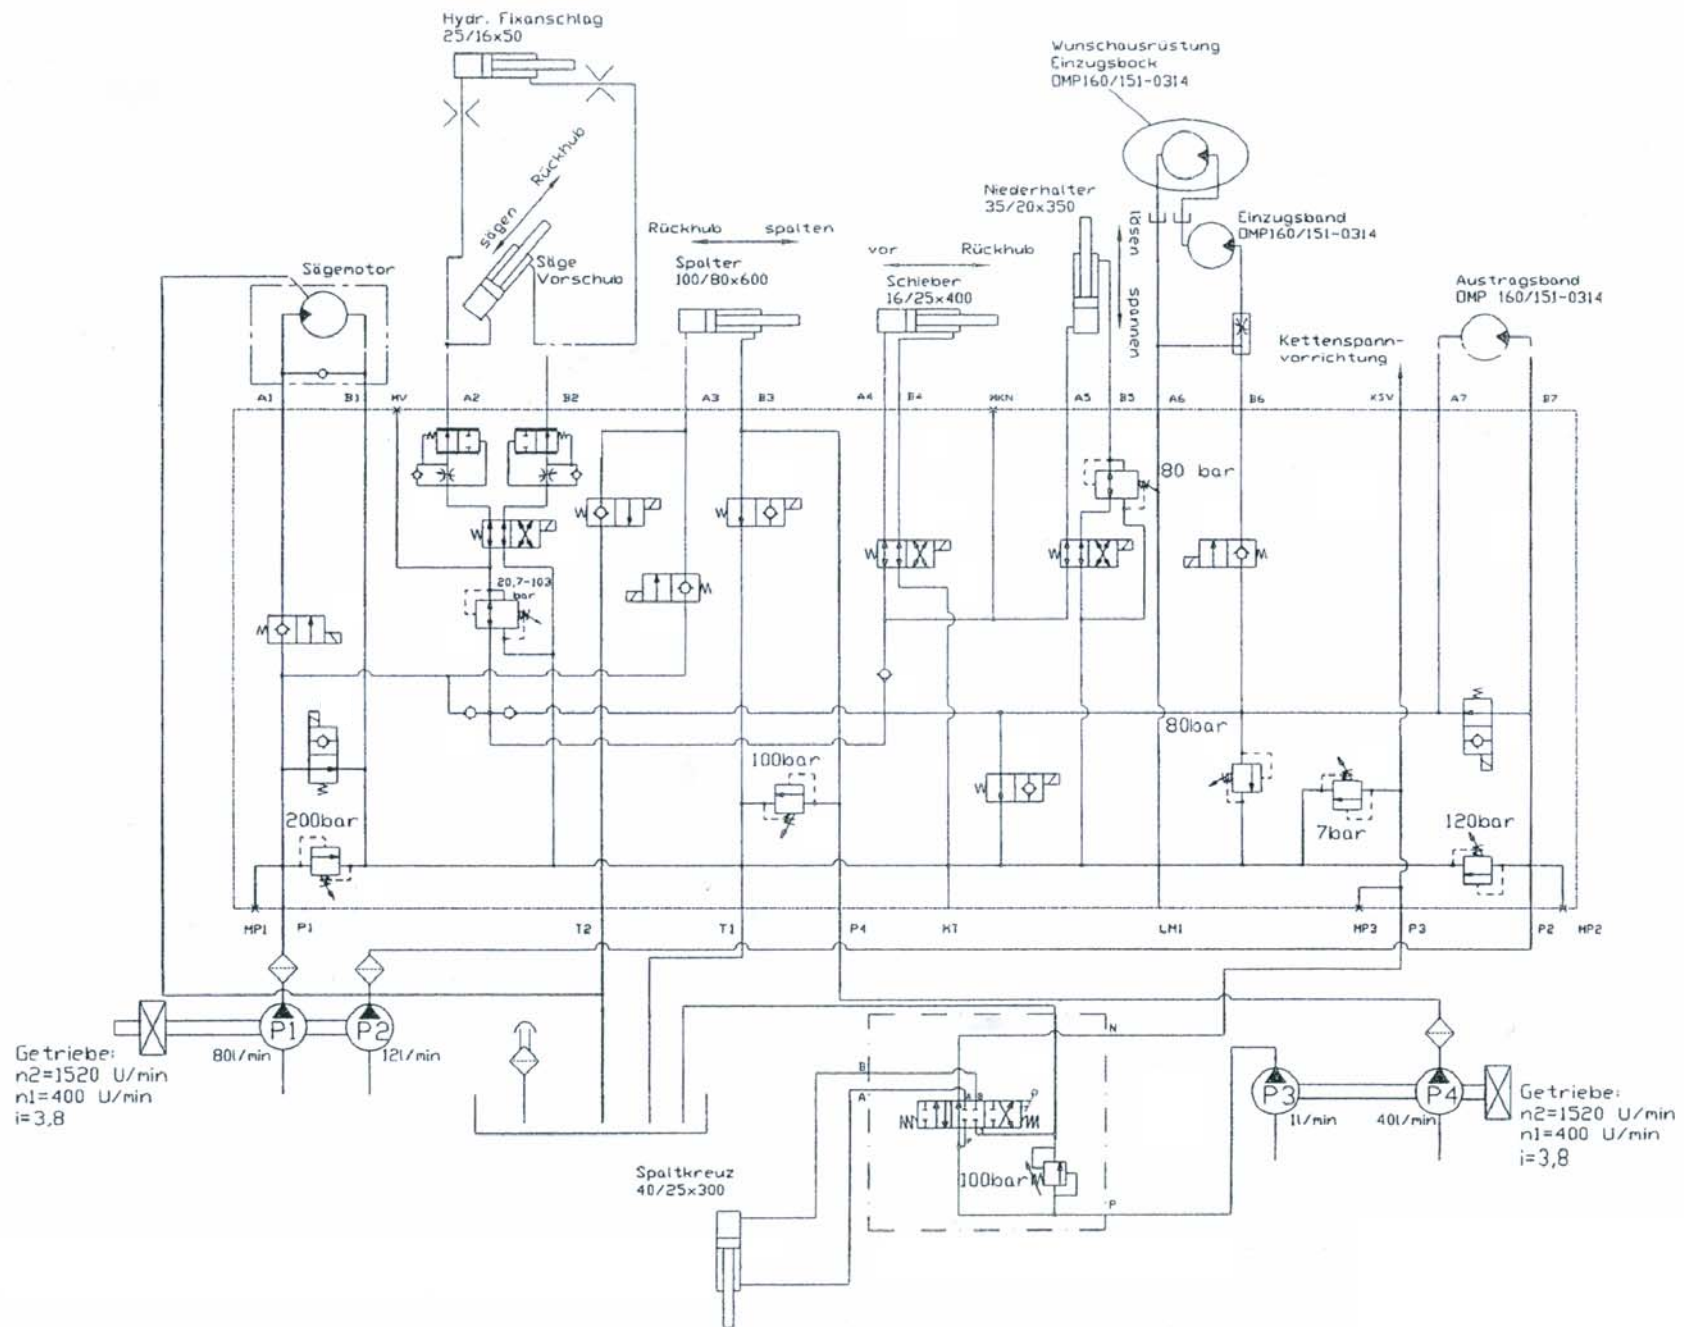 Hydr. Fixanschlag
25/16x50
Wunschausrüstung
Einzugsbock
OMP160/151-0314
Rückhub
sägen
Säge
Vorschub
Sägemotor
Rückhub spalten
Spalter
100/80x600
vor Rückhub
Schieber
16/25x400
Niederhalter
35/20x350
lösen
spannen
Einzugsband
OMP160/151-0314
Kettenspann-
vorrichtung
Austragsband
OMP 160/151-0314
A1 B1 MV A2 B2 A3 B3 A4 B4 MKN A5 B5 A6 B6 KSV A7 B7
80 bar
20,7-103
bar
80bar
100bar
200bar
7bar
120bar
MP1 P1 T2 T1 P4 KT LM1 MP3 P3 P2 MP2
P1
P2
80l/min
12l/min
Getriebe:
n2=1520 U/min
n1=400 U/min
i=3,8
N
B
A
A B
P
100bar
P
P3
P4
1l/min
40l/min
Getriebe:
n2=1520 U/min
n1=400 U/min
i=3,8
Spaltkreuz
40/25x300